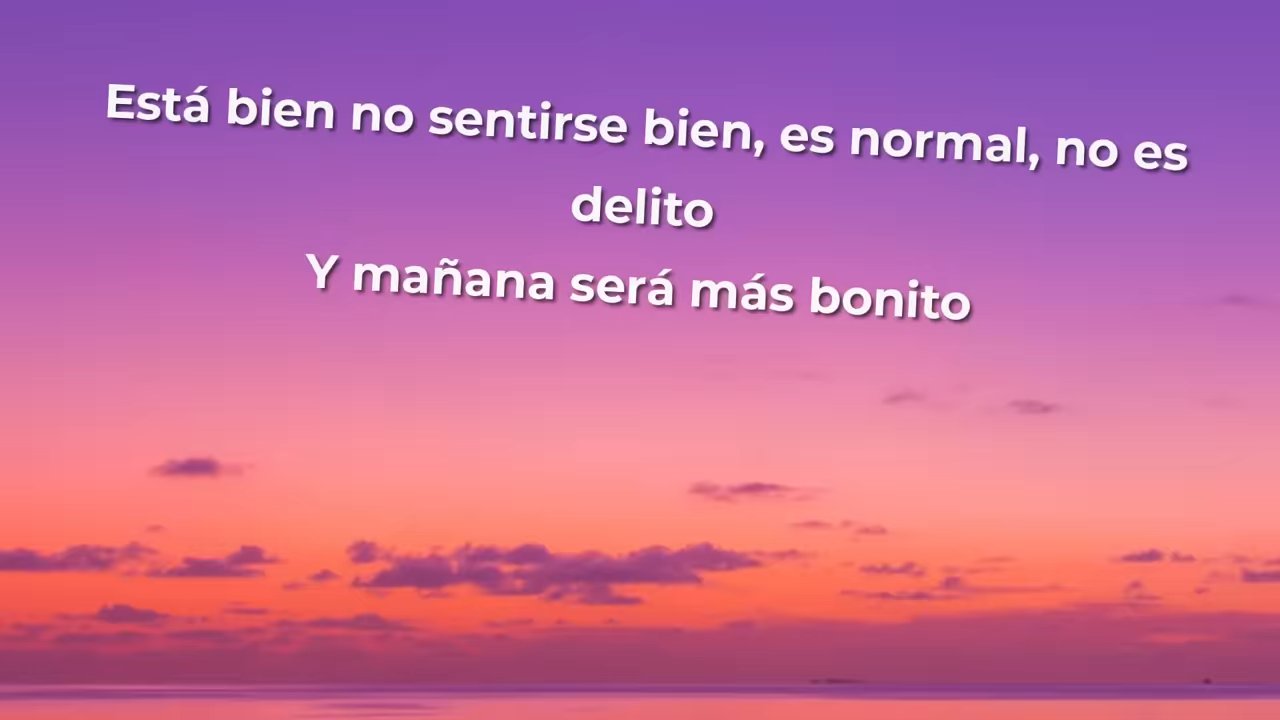 Está bien no sentirse bien, es normal, no es
delito
Y mañana será más bonito